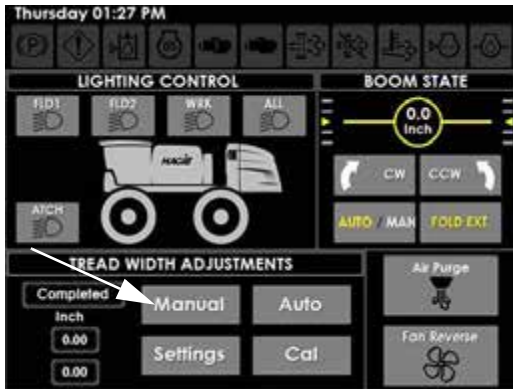 Thursday 01:27 PM
LIGHTING CONTROL
FLD1 FLD2 WRK ALL
HAGIE
ATCH
BOOM STATE
0.0
Inch
CW CCW
AUTO / MAN FOLD EXT
TREAD WIDTH ADJUSTMENTS
Completed
Inch
0.00
0.00
Manual Auto
Settings Cal
Air Purge
Fan Reverse